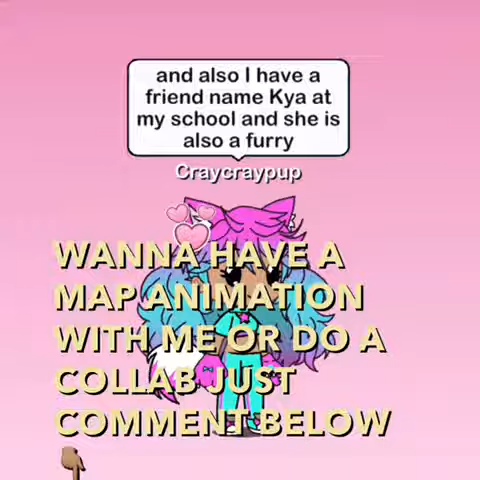 and also I have a
friend name Kya at
my school and she is
also a furry
Craycraypup
WANNA HAVE A
MAP ANIMATION
WITH ME OR DO A
COLLAB JUST
COMMENT BELOW
👇🏾